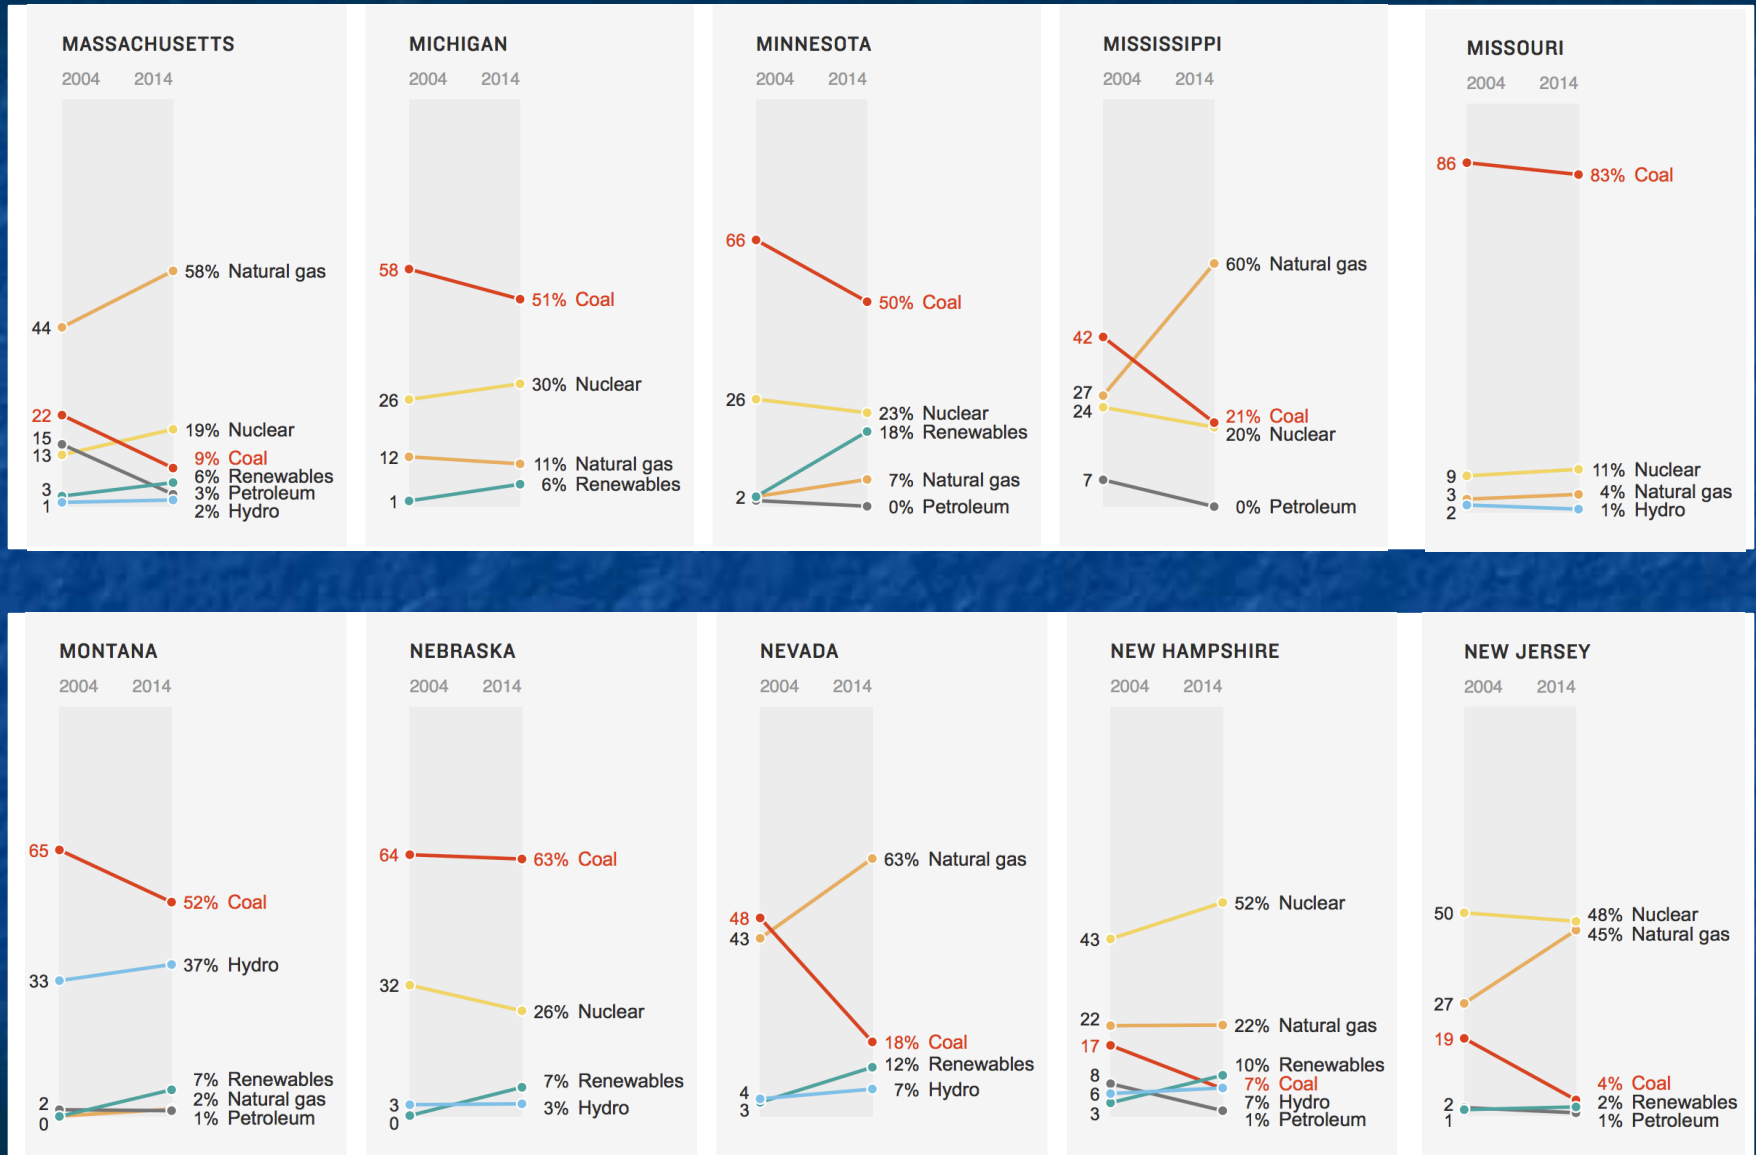 MASSACHUSETTS
2004 2014
58% Natural gas
44
22
15
13
3
1
19% Nuclear
9% Coal
6% Renewables
3% Petroleum
2% Hydro
MICHIGAN
2004 2014
58
51% Coal
26
30% Nuclear
12
11% Natural gas
1
6% Renewables
MINNESOTA
2004 2014
66
50% Coal
26
23% Nuclear
18% Renewables
7% Natural gas
2
0% Petroleum
MISSISSIPPI
2004 2014
60% Natural gas
42
27
24
21% Coal
20% Nuclear
7
0% Petroleum
MISSOURI
2004 2014
86
83% Coal
9
3
2
11% Nuclear
4% Natural gas
1% Hydro
MONTANA
2004 2014
65
52% Coal
33
37% Hydro
2
0
7% Renewables
2% Natural gas
1% Petroleum
NEBRASKA
2004 2014
64
63% Coal
32
26% Nuclear
3
0
7% Renewables
3% Hydro
NEVADA
2004 2014
63% Natural gas
48
43
18% Coal
12% Renewables
4
3
7% Hydro
NEW HAMPSHIRE
2004 2014
52% Nuclear
43
22
17
22% Natural gas
8
6
3
10% Renewables
7% Coal
7% Hydro
1% Petroleum
NEW JERSEY
2004 2014
50
48% Nuclear
45% Natural gas
27
19
2
1
4% Coal
2% Renewables
1% Petroleum